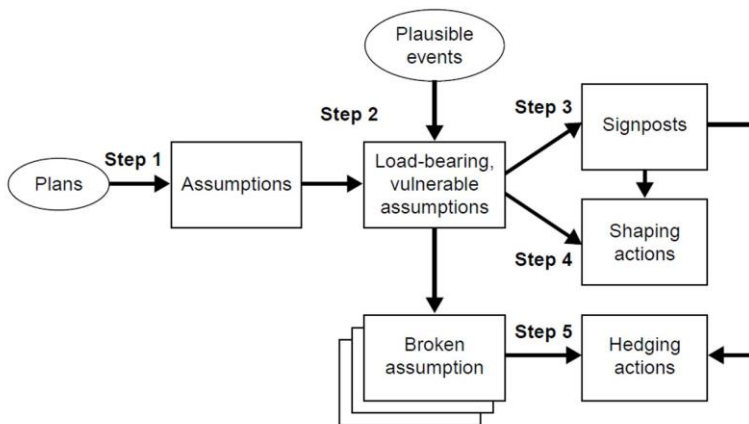 Plausible
events
Step 2
Step 3
Signposts
Step 1
Plans
Assumptions
Load-bearing,
vulnerable
assumptions
Shaping
actions
Step 4
Broken
assumption
Step 5
Hedging
actions